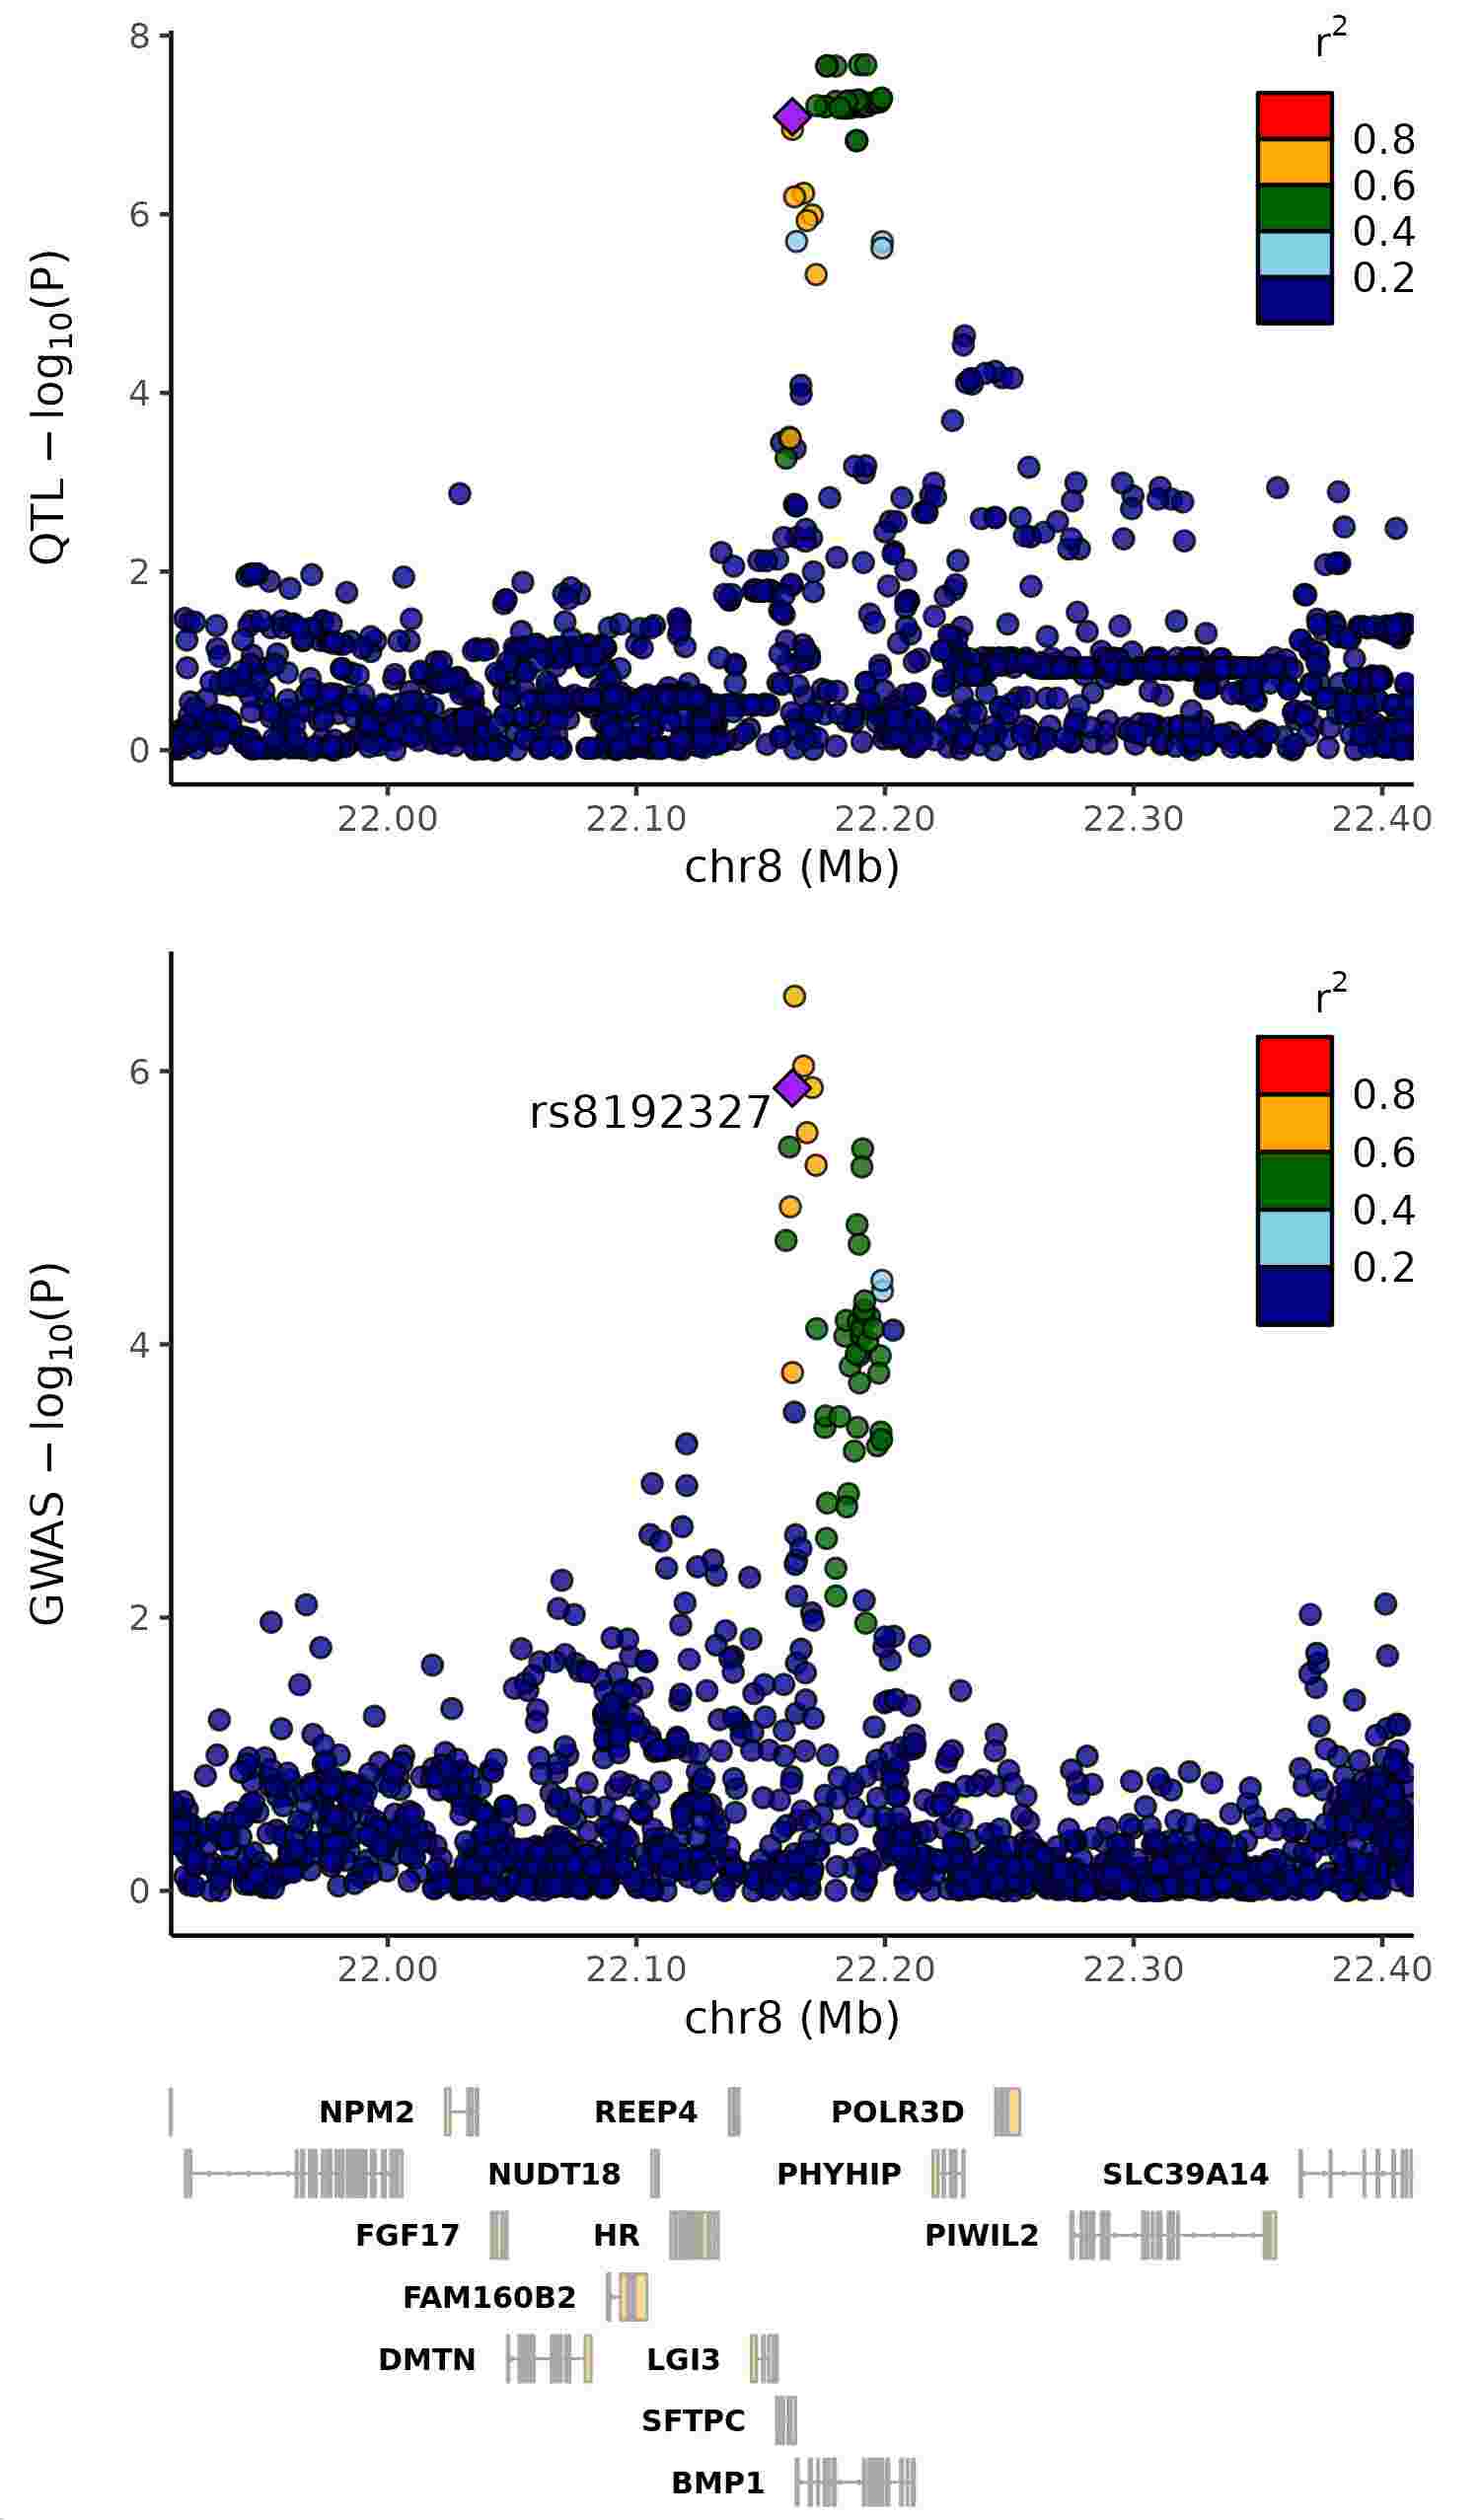 r2
8
6
4
2
0
0.8
0.6
0.4
0.2
QTL −log10(P)
22.00 22.10 22.20 22.30 22.40
chr8 (Mb)
r2
6
4
2
0
rs8192327
0.8
0.6
0.4
0.2
GWAS −log10(P)
22.00 22.10 22.20 22.30 22.40
chr8 (Mb)
NPM2 REEP4 POLR3D
NUDT18 PHYHIP SLC39A14
FGF17 HR PIWIL2
FAM160B2
DMTN LGI3
SFTPC
BMP1